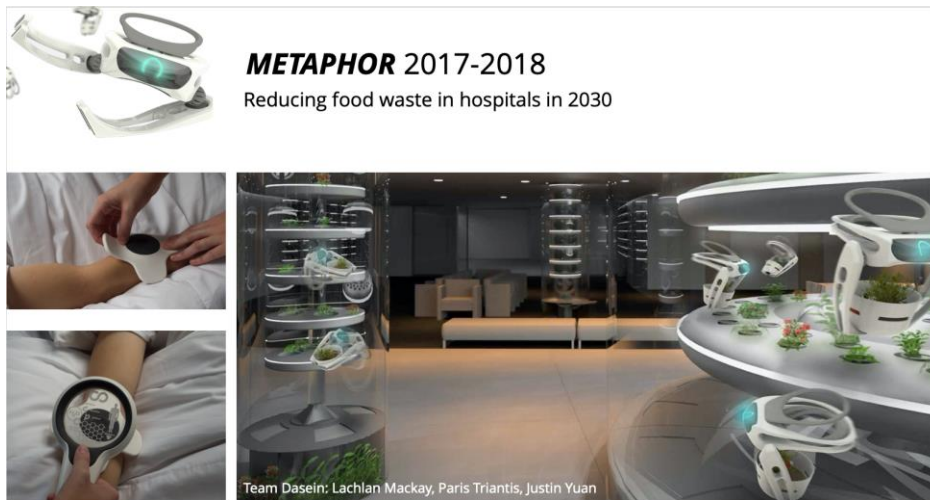 METAPHOR 2017-2018
Reducing food waste in hospitals in 2030
Team Dasein: Lachlan Mackay, Paris Triantis, Justin Yuan